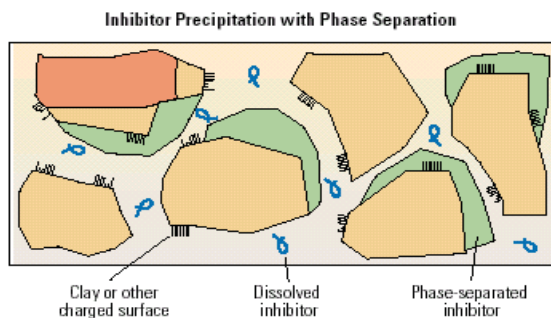 Inhibitor Precipitation with Phase Separation
Clay or other
charged surface
Dissolved
inhibitor
Phase-separated
inhibitor